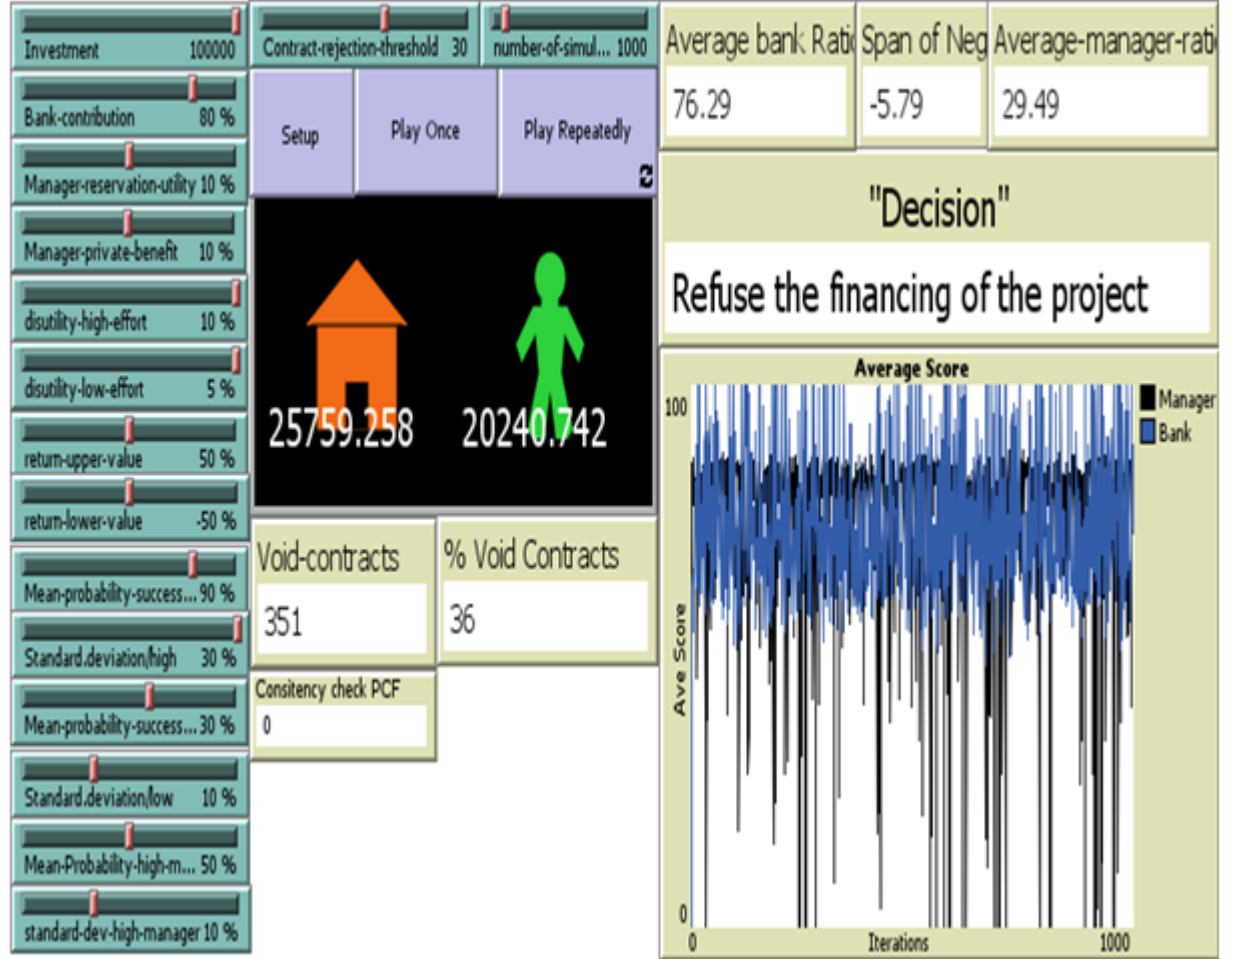 Investment 100000
Bank-contribution 80 %
Manager-reservation-utility 10 %
Manager-private-benefit 10 %
disutility-high-effort 10 %
disutility-low-effort 5 %
return-upper-value 50 %
return-lower-value -50 %
Mean-probability-success... 90 %
Standard.deviation/high 30 %
Mean-probability-success... 30 %
Standard.deviation/low 10 %
Mean-Probability-high-m... 50 %
standard-dev-high-manager 10 %
Contract-rejection-threshold 30
number-of-simul... 1000
Setup
Play Once
Play Repeatedly
25759.258
20240.742
Void-contracts
351
% Void Contracts
36
Consitency check PCF
0
Average bank Ratio
76.29
Span of Neg
-5.79
Average-manager-rati
29.49
"Decision"
Refuse the financing of the project
Average Score
100
0
Ave Score
0
Iterations
1000
Manager
Bank